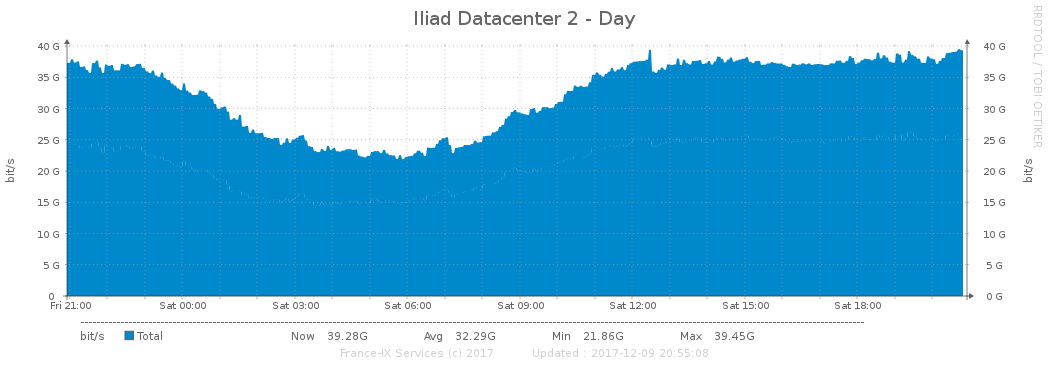 Iliad Datacenter 2 - Day
RRDTOOL / TOBI OETIKER
bit/s
40 G 40 G
35 G 35 G
30 G 30 G
25 G 25 G
20 G 20 G
15 G 15 G
10 G 10 G
5 G 5 G
0 0 G
bit/s
Fri 21:00 Sat 00:00 Sat 03:00 Sat 06:00 Sat 09:00 Sat 12:00 Sat 15:00 Sat 18:00
bit/s Total Now 39.28G Avg 32.29G Min 21.86G Max 39.45G
France-IX Services (c) 2017 Updated : 2017-12-09 20:55:08